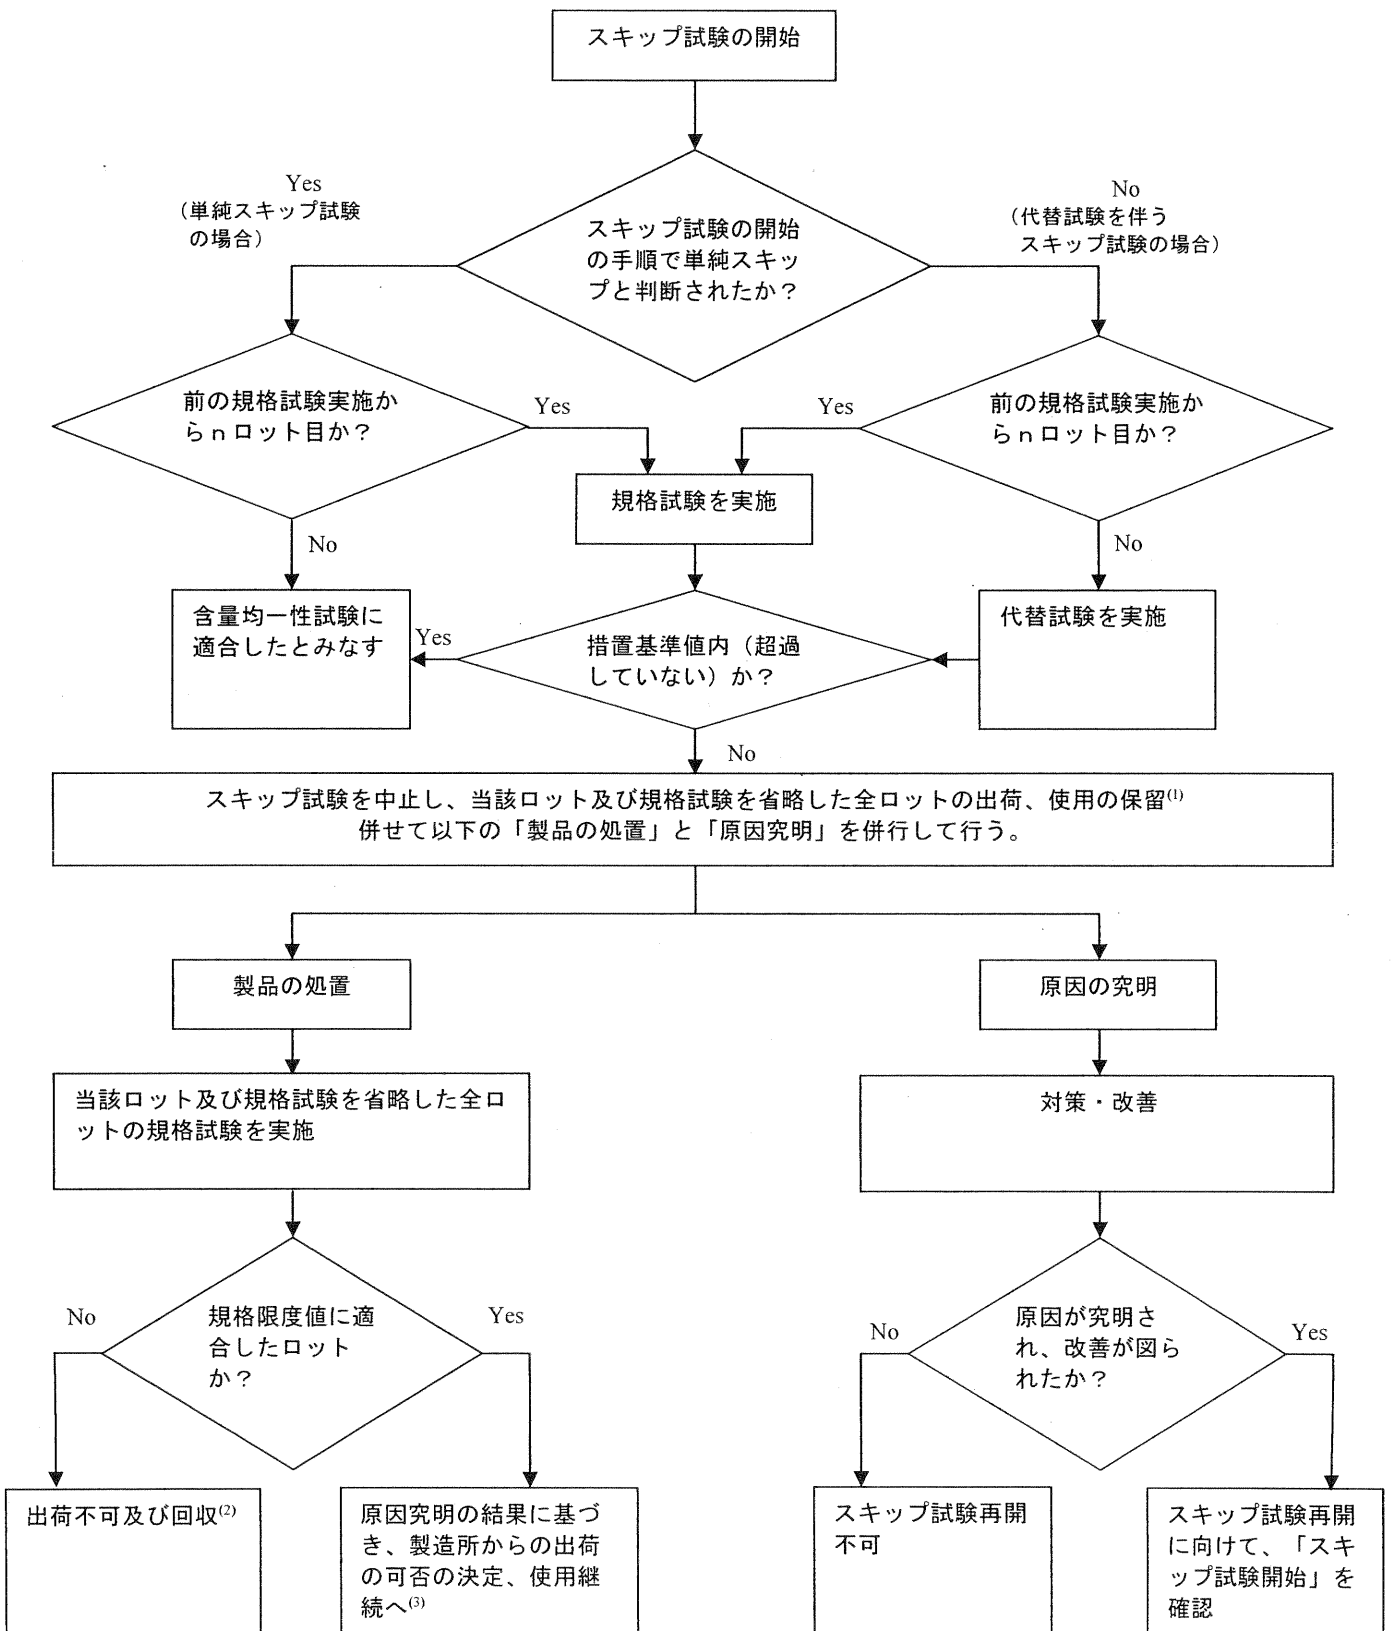 スキップ試験の開始
Yes
（単純スキップ試験
の場合）
No
（代替試験を伴う
スキップ試験の場合）
スキップ試験の開始
の手順で単純スキッ
プと判断されたか？
前の規格試験実施か
らｎロット目か？
Yes
Yes
前の規格試験実施か
らｎロット目か？
規格試験を実施
No
No
含量均一性試験に
適合したとみなす
Yes
措置基準値内（超過
していない）か？
代替試験を実施
No
スキップ試験を中止し、当該ロット及び規格試験を省略した全ロットの出荷、使用の保留(1)
併せて以下の「製品の処置」と「原因究明」を併行して行う。
製品の処置
原因の究明
当該ロット及び規格試験を省略した全ロ
ットの規格試験を実施
対策・改善
No
規格限度値に適
合したロット
か？
Yes
No
原因が究明さ
れ、改善が図ら
れたか？
Yes
出荷不可及び回収(2)
原因究明の結果に基づ
き、製造所からの出荷
の可否の決定、使用継
続へ(3)
スキップ試験再開
不可
スキップ試験再開
に向けて、「スキ
ップ試験開始」を
確認